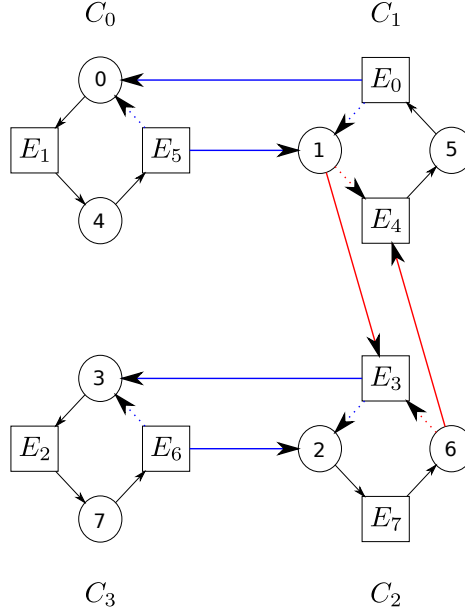 C₀ C₁
0 E₀
E₁ E₅ 1 5
4 E₄
3 E₃
E₂ E₆ 2 6
7 E₇
C₃ C₂